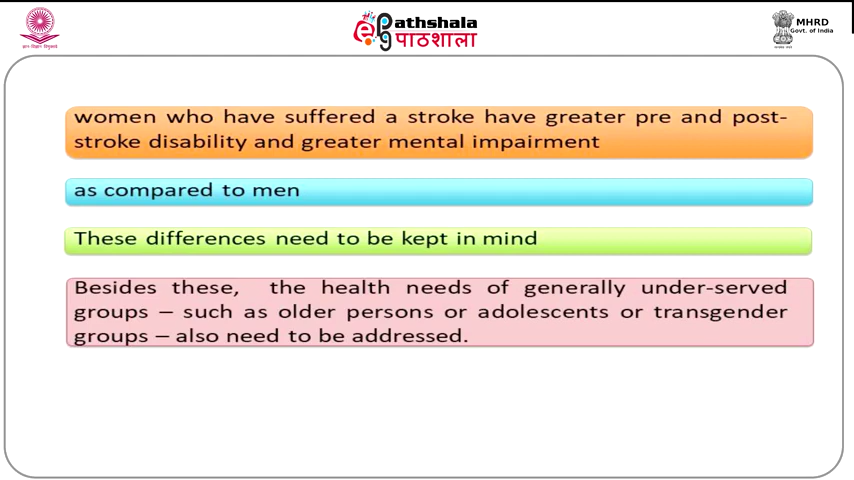 ePathshala
पाठशाला
MHRD
Govt. of India
women who have suffered a stroke have greater pre and post-
stroke disability and greater mental impairment
as compared to men
These differences need to be kept in mind
Besides these, the health needs of generally under-served
groups – such as older persons or adolescents or transgender
groups – also need to be addressed.